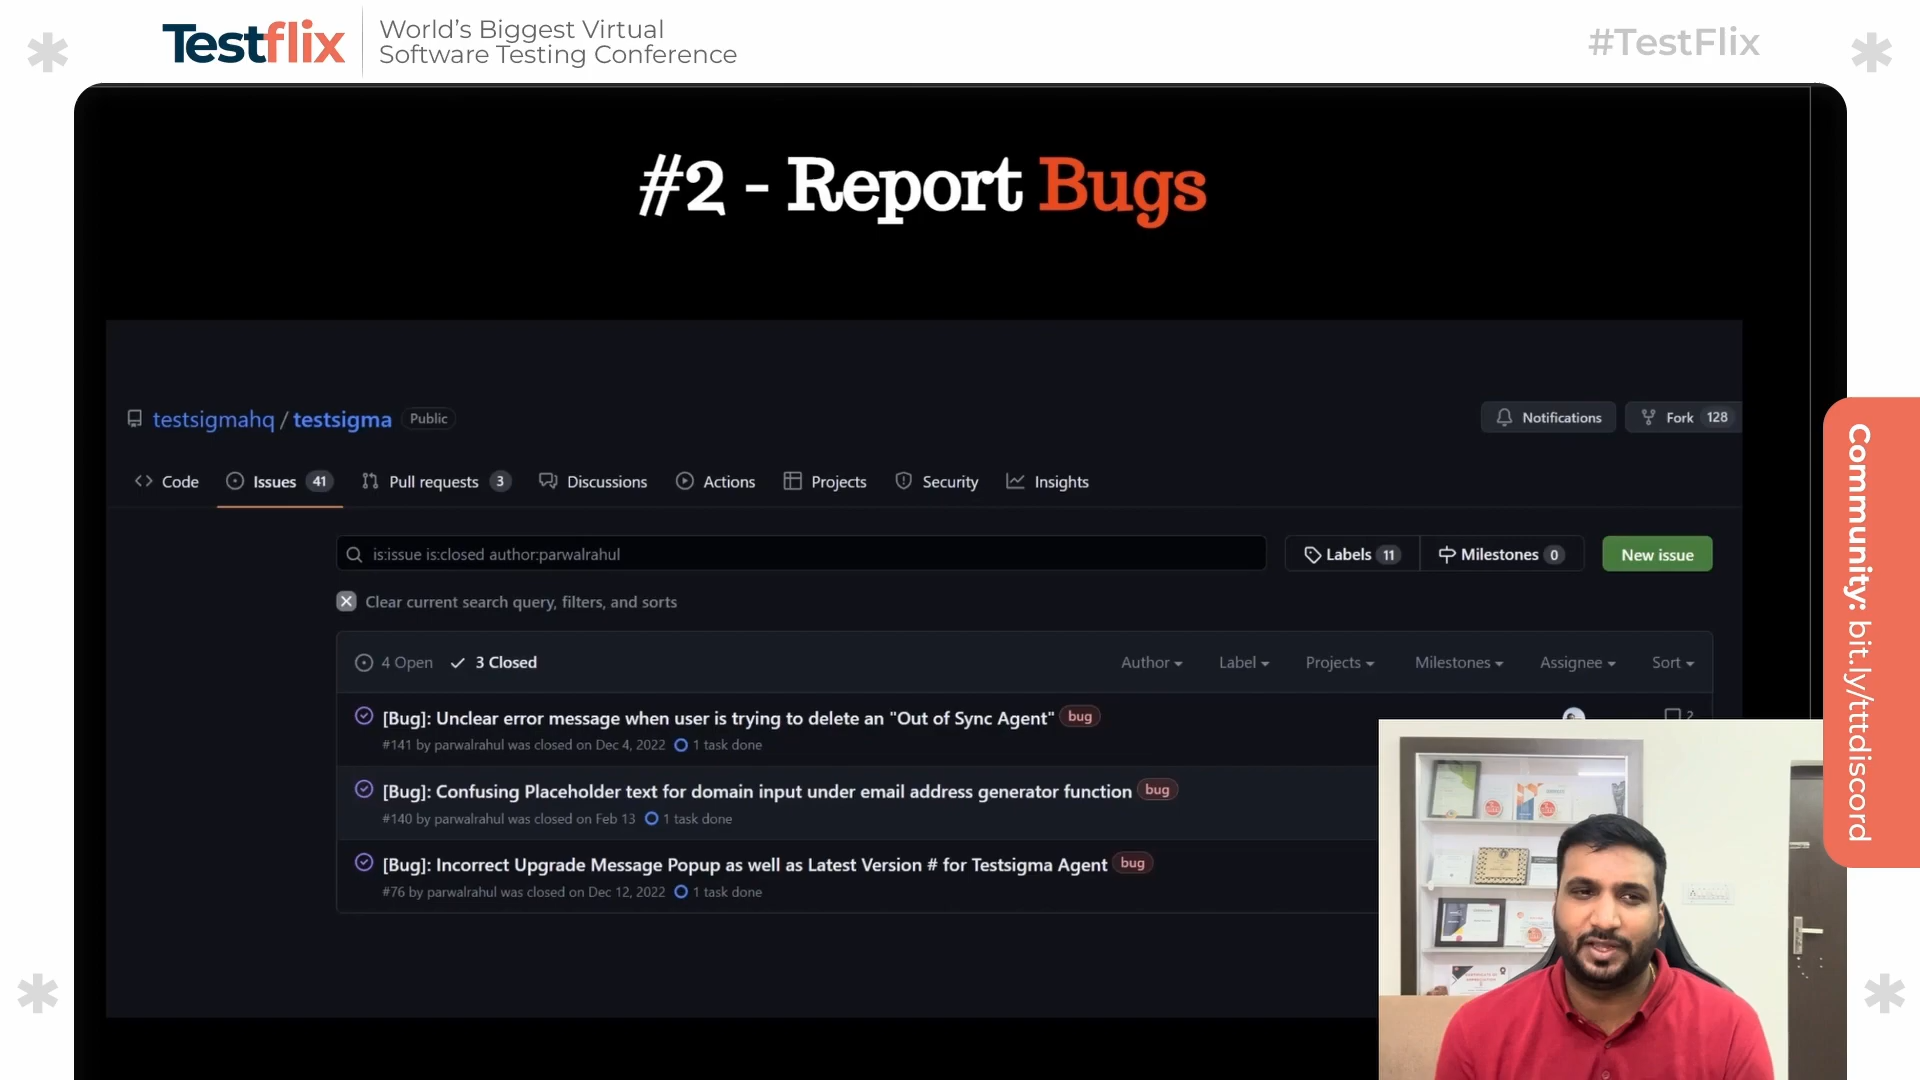 Testflix
World's Biggest Virtual
Software Testing Conference
#TestFlix
#2 - Report Bugs
testsigmahq / testsigma Public
Notifications
Fork 128
Code
Issues 41
Pull requests 3
Discussions
Actions
Projects
Security
Insights
is:issue is:closed author:parwalrahul
Labels 11
Milestones 0
New issue
Clear current search query, filters, and sorts
4 Open
3 Closed
Author
Label
Projects
Milestones
Assignee
Sort
[Bug]: Unclear error message when user is trying to delete an "Out of Sync Agent" bug
2
#141 by parwalrahul was closed on Dec 4, 2022 1 task done
[Bug]: Confusing Placeholder text for domain input under email address generator function bug
#140 by parwalrahul was closed on Feb 13 1 task done
[Bug]: Incorrect Upgrade Message Popup as well as Latest Version # for Testsigma Agent bug
#76 by parwalrahul was closed on Dec 12, 2022 1 task done
Community: bit.ly/tttdiscord